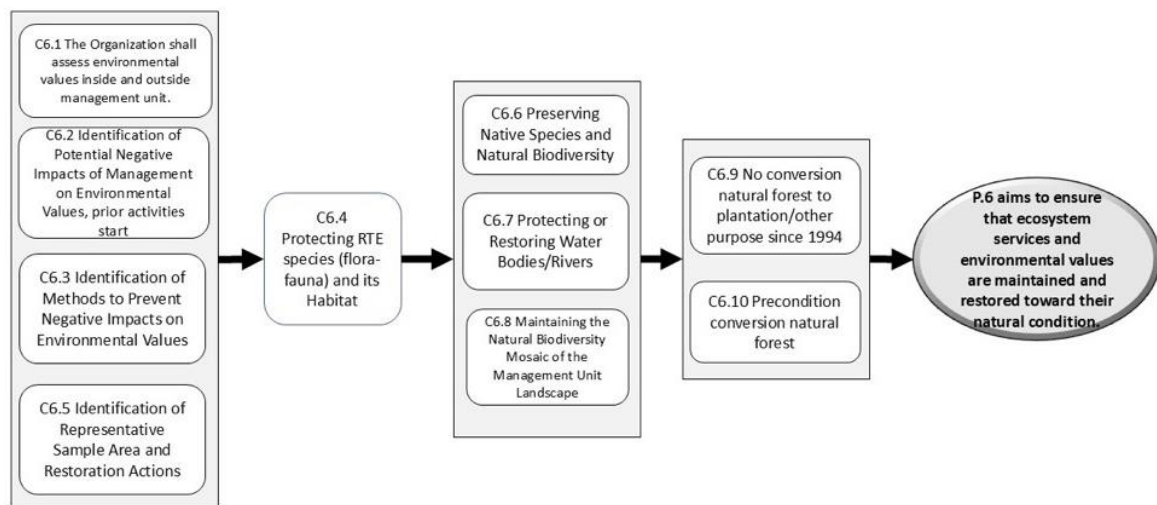 C6.1 The Organization shall
assess environmental
values inside and outside
management unit.
C6.2 Identification of
Potential Negative
Impacts of Management
on Environmental
Values, prior activities
start
C6.3 Identification of
Methods to Prevent
Negative Impacts on
Environmental Values
C6.5 Identification of
Representative
Sample Area and
Restoration Actions
C6.4
Protecting RTE
species (flora-
fauna) and its
Habitat
C6.6 Preserving
Native Species and
Natural Biodiversity
C6.7 Protecting or
Restoring Water
Bodies/Rivers
C6.8 Maintaining the
Natural Biodiversity
Mosaic of the
Management Unit
Landscape
C6.9 No conversion
natural forest to
plantation/other
purpose since 1994
C6.10 Precondition
conversion natural
forest
P.6 aims to ensure
that ecosystem
services and
environmental values
are maintained and
restored toward their
natural condition.